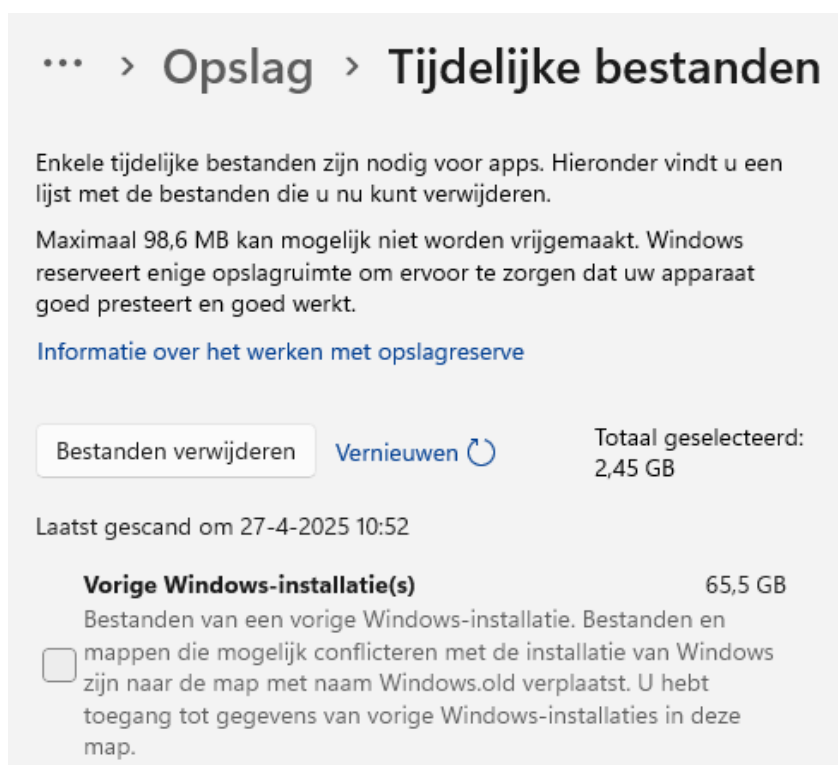 ··· > Opslag > Tijdelijke bestanden
Enkele tijdelijke bestanden zijn nodig voor apps. Hieronder vindt u een
lijst met de bestanden die u nu kunt verwijderen.
Maximaal 98,6 MB kan mogelijk niet worden vrijgemaakt. Windows
reserveert enige opslagruimte om ervoor te zorgen dat uw apparaat
goed presteert en goed werkt.
Informatie over het werken met opslagreserve
Bestanden verwijderen Vernieuwen Totaal geselecteerd:
2,45 GB
Laatst gescand om 27-4-2025 10:52
Vorige Windows-installatie(s) 65,5 GB
Bestanden van een vorige Windows-installatie. Bestanden en
mappen die mogelijk conflicteren met de installatie van Windows
zijn naar de map met naam Windows.old verplaatst. U hebt
toegang tot gegevens van vorige Windows-installaties in deze
map.